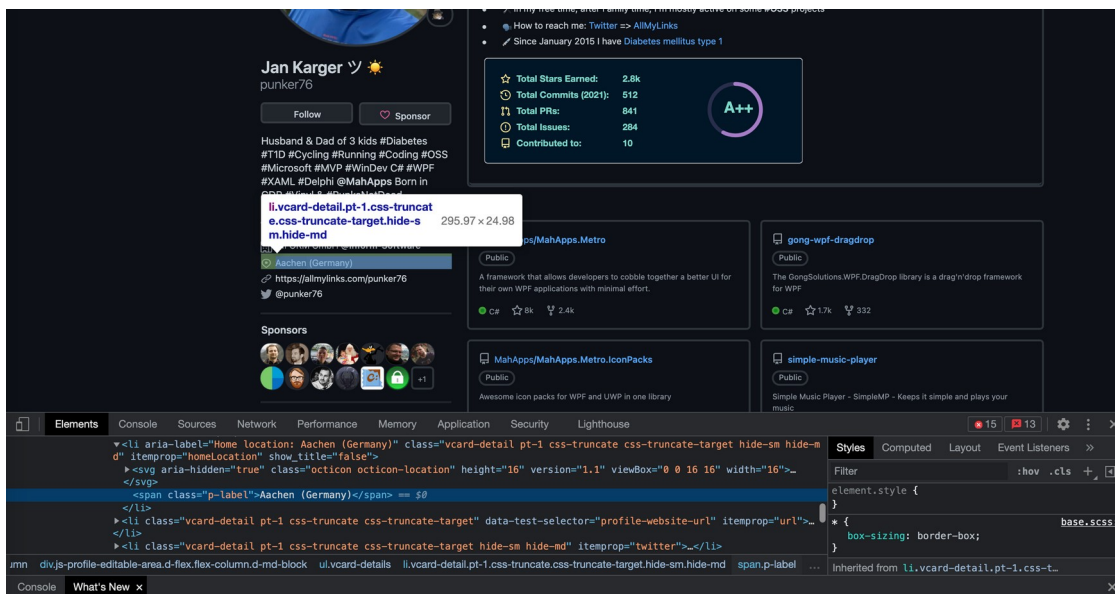 How to reach me: Twitter => AllMyLinks
Since January 2015 I have Diabetes mellitus type 1
Jan Karger ツ ☀️
punker76
Follow
Sponsor
Husband & Dad of 3 kids #Diabetes
#T1D #Cycling #Running #Coding #OSS
#Microsoft #MVP #WinDev C# #WPF
#XAML #Delphi @MahApps Born in
Total Stars Earned: 2.8k
Total Commits (2021): 512
Total PRs: 841
Total Issues: 284
Contributed to: 10
A++
li.vcard-detail.pt-1.css-truncat
e.css-truncate-target.hide-s
m.hide-md
295.97 × 24.98
Aachen (Germany)
https://allmylinks.com/punker76
@punker76
Sponsors
+1
ps/MahApps.Metro
Public
A framework that allows developers to cobble together a better UI for
their own WPF applications with minimal effort.
C# 8k 2.4k
gong-wpf-dragdrop
Public
The GongSolutions.WPF.DragDrop library is a drag'n'drop framework
for WPF
C# 1.7k 332
MahApps/MahApps.Metro.IconPacks
Public
Awesome icon packs for WPF and UWP in one library
simple-music-player
Public
Simple Music Player - SimpleMP - Keeps it simple and plays your
music
Elements Console Sources Network Performance Memory Application Security Lighthouse 15 13
▼<li aria-label="Home location: Aachen (Germany)" class="vcard-detail pt-1 css-truncate css-truncate-target hide-sm hide-m
d" itemprop="homeLocation" show_title="false">
▶<svg aria-hidden="true" class="octicon octicon-location" height="16" version="1.1" viewBox="0 0 16 16" width="16">…
</svg>
<span class="p-label">Aachen (Germany)</span> == $0
</li>
▶<li class="vcard-detail pt-1 css-truncate css-truncate-target" data-test-selector="profile-website-url" itemprop="url">…
</li>
▶<li class="vcard-detail pt-1 css-truncate css-truncate-target hide-sm hide-md" itemprop="twitter">…</li>
umn div.js-profile-editable-area.d-flex.flex-column.d-md-block ul.vcard-details li.vcard-detail.pt-1.css-truncate.css-truncate-target.hide-sm.hide-md span.p-label ...
Styles Computed Layout Event Listeners »
Filter :hov .cls +
element.style {
}
* { base.scss
box-sizing: border-box;
}
Inherited from li.vcard-detail.pt-1.css-t…
Console What's New ×